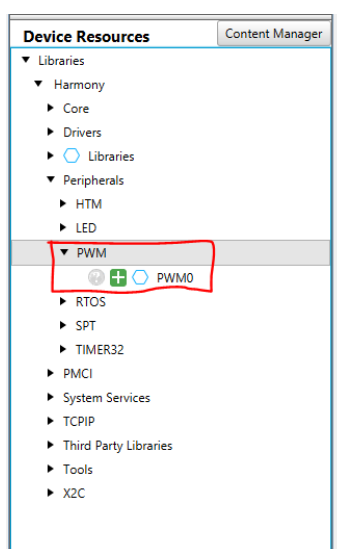 Device Resources Content Manager
Libraries
Harmony
Core
Drivers
Libraries
Peripherals
HTM
LED
PWM
? PWM0
RTOS
SPT
TIMER32
PMCI
System Services
TCPIP
Third Party Libraries
Tools
X2C